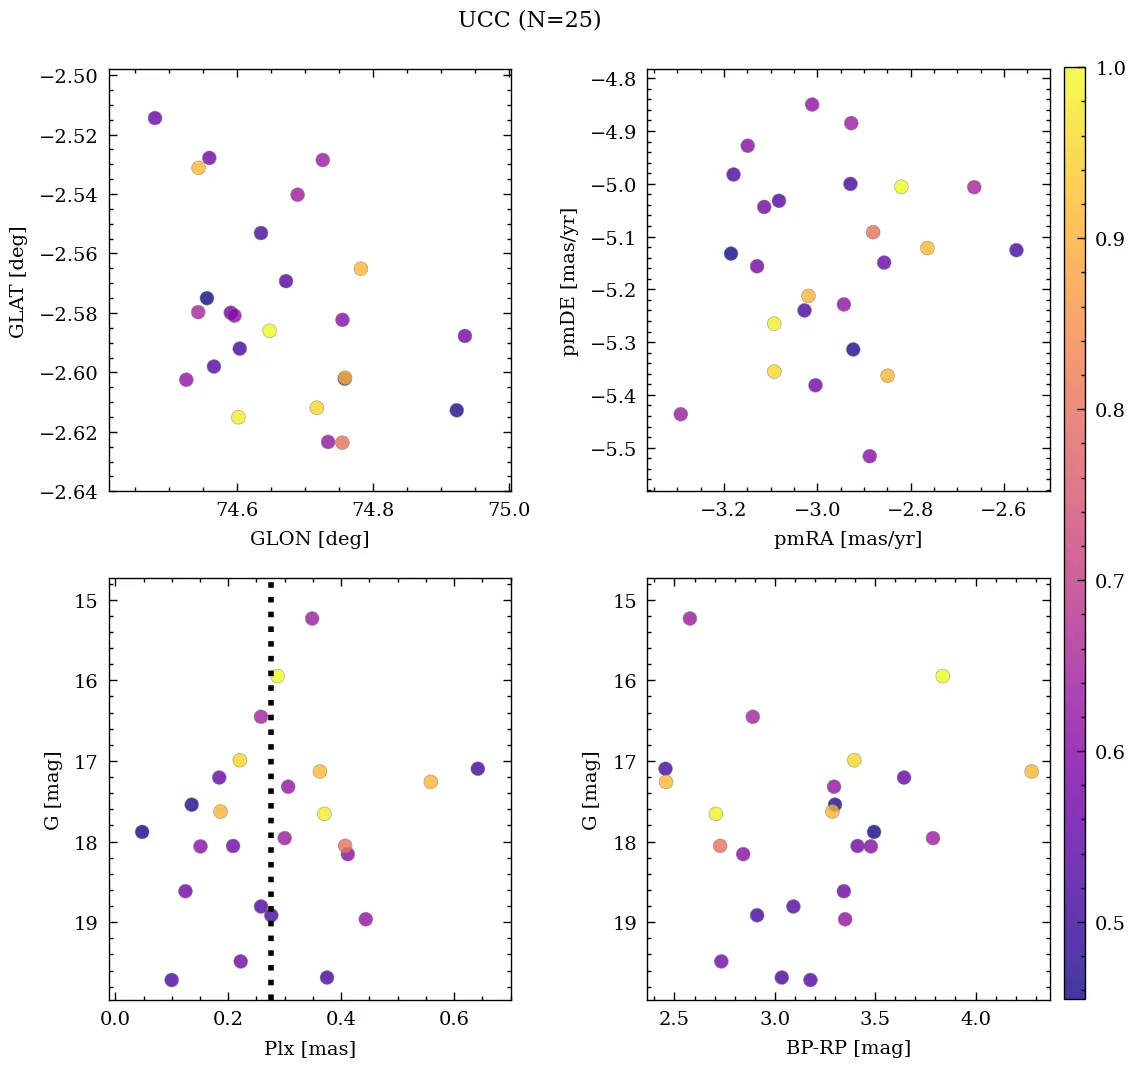 UCC (N=25)
−2.50
−2.52
−2.54
−2.56
−2.58
−2.60
−2.62
−2.64
GLAT [deg]
74.6 74.8 75.0
GLON [deg]
−4.8
−4.9
−5.0
−5.1
−5.2
−5.3
−5.4
−5.5
pmDE [mas/yr]
−3.2 −3.0 −2.8 −2.6
pmRA [mas/yr]
15
16
17
18
19
G [mag]
0.0 0.2 0.4 0.6
Plx [mas]
15
16
17
18
19
G [mag]
2.5 3.0 3.5 4.0
BP-RP [mag]
1.0
0.9
0.8
0.7
0.6
0.5